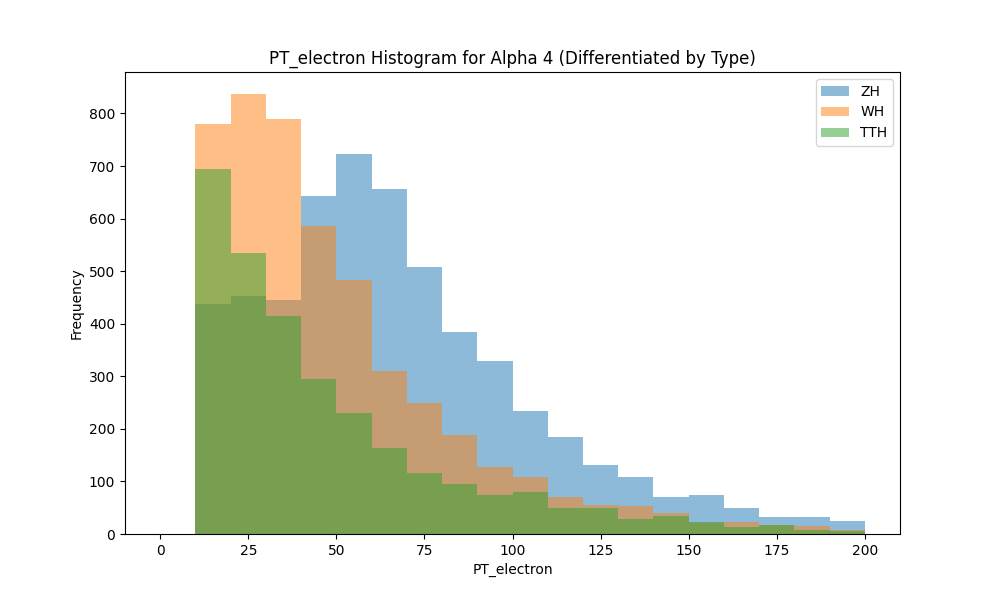 PT_electron Histogram for Alpha 4 (Differentiated by Type)
ZH
WH
TTH
Frequency
800
700
600
500
400
300
200
100
0
0 25 50 75 100 125 150 175 200
PT_electron